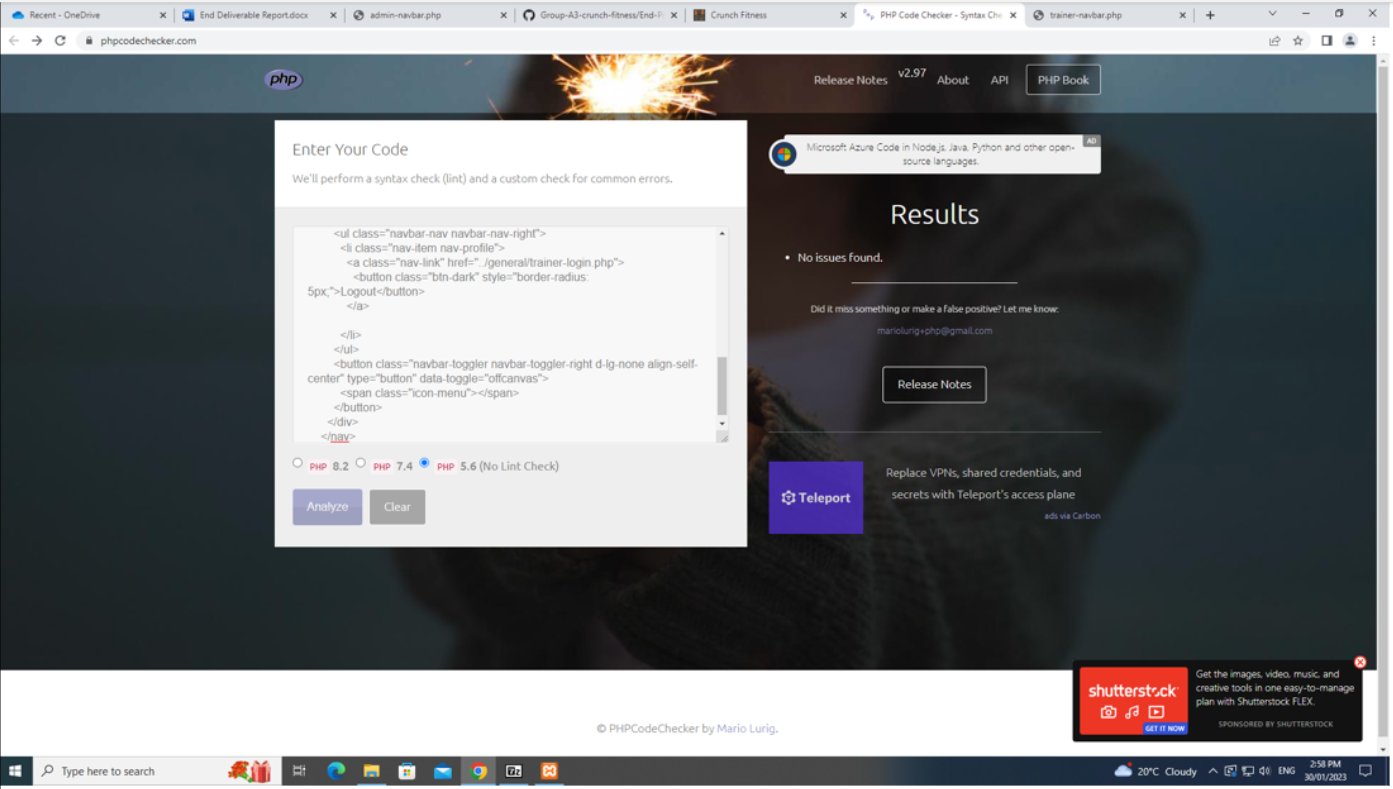 Recent - OneDrive
End Deliverable Report.docx
admin-navbar.php
Group-A3-crunch-fitness/End-P
Crunch Fitness
PHP Code Checker - Syntax Che
trainer-navbar.php
phpcodechecker.com
php
Release Notes v2.97 About API PHP Book
Enter Your Code
We'll perform a syntax check (lint) and a custom check for common errors.
<ul class="navbar-nav navbar-nav-right">
<li class="nav-item nav-profile">
<a class="nav-link" href="../general/trainer-login.php">
<button class="btn-dark" style="border-radius:
5px;">Logout</button>
</a>
</li>
</ul>
<button class="navbar-toggler navbar-toggler-right d-lg-none align-self-
center" type="button" data-toggle="offcanvas">
<span class="icon-menu"></span>
</button>
</div>
</nav>
PHP 8.2 PHP 7.4 PHP 5.6 (No Lint Check)
Analyze Clear
AD
Microsoft Azure Code in Node.js, Java, Python and other open-
source languages.
Results
• No issues found.
Did it miss something or make a false positive? Let me know:
mariolurig+php@gmail.com
Release Notes
Teleport
Replace VPNs, shared credentials, and
secrets with Teleport's access plane
ads via Carbon
© PHPCodeChecker by Mario Lurig.
shutterstock
GET IT NOW
Get the images, video, music, and
creative tools in one easy-to-manage
plan with Shutterstock FLEX.
SPONSORED BY SHUTTERSTOCK
Type here to search
20°C Cloudy
ENG
2:58 PM
30/01/2023